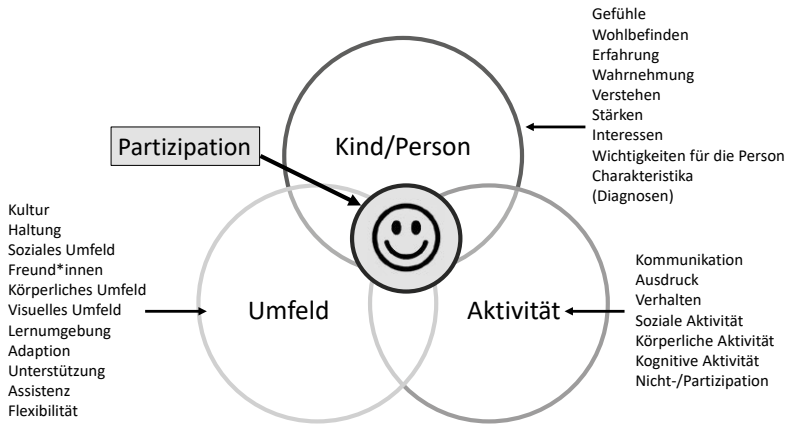 Gefühle
Wohlbefinden
Erfahrung
Wahrnehmung
Verstehen
Stärken
Interessen
Wichtigkeiten für die Person
Charakteristika
(Diagnosen)
Partizipation
Kind/Person
Kultur
Haltung
Soziales Umfeld
Freund*innen
Körperliches Umfeld
Visuelles Umfeld
Lernumgebung
Adaption
Unterstützung
Assistenz
Flexibilität
Umfeld
Aktivität
Kommunikation
Ausdruck
Verhalten
Soziale Aktivität
Körperliche Aktivität
Kognitive Aktivität
Nicht-/Partizipation